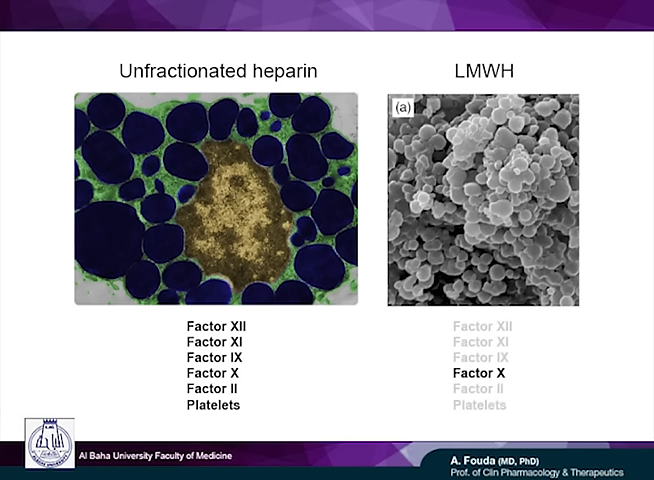 Unfractionated heparin
LMWH
(a)
Factor XII
Factor XI
Factor IX
Factor X
Factor II
Platelets
Factor XII
Factor XI
Factor IX
Factor X
Factor II
Platelets
Al Baha University Faculty of Medicine
A. Fouda (MD, PhD)
Prof. of Clin Pharmacology & Therapeutics